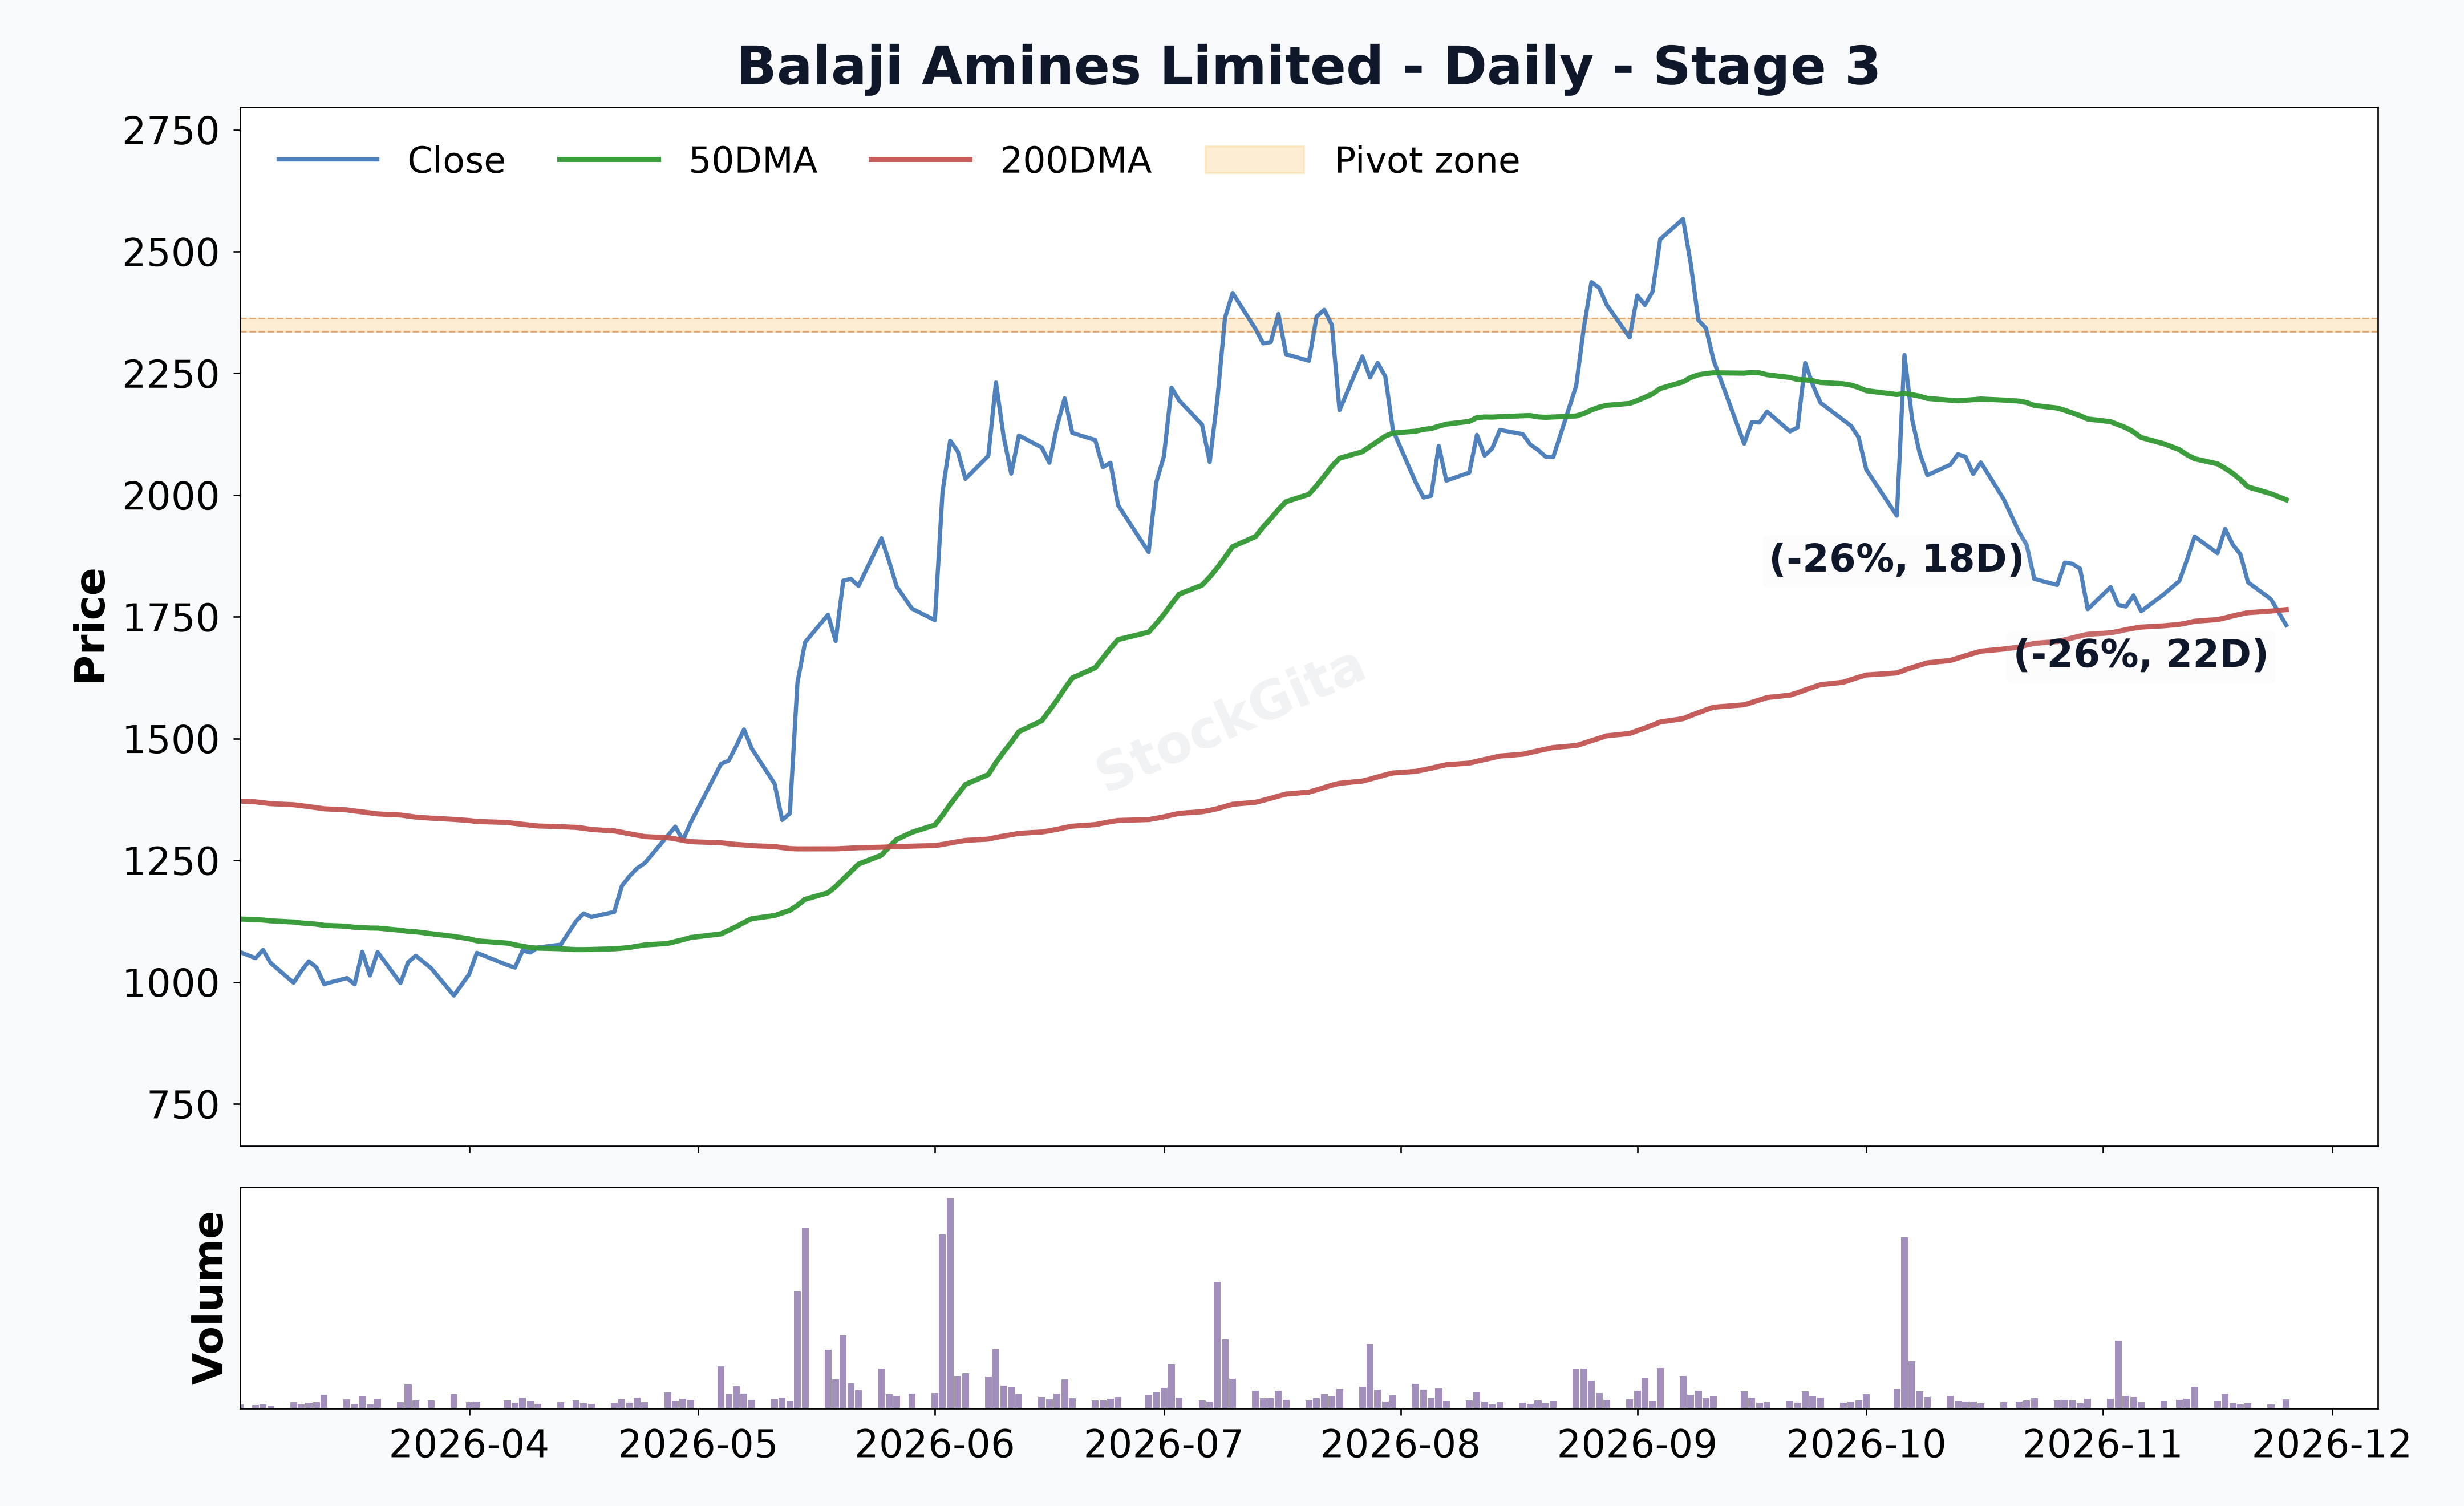 Balaji Amines Limited - Daily - Stage 3
Close 50DMA 200DMA Pivot zone
Price
2750
2500
2250
2000
1750
1500
1250
1000
750
(-26%, 18D)
(-26%, 22D)
StockGita
Volume
2026-04 2026-05 2026-06 2026-07 2026-08 2026-09 2026-10 2026-11 2026-12